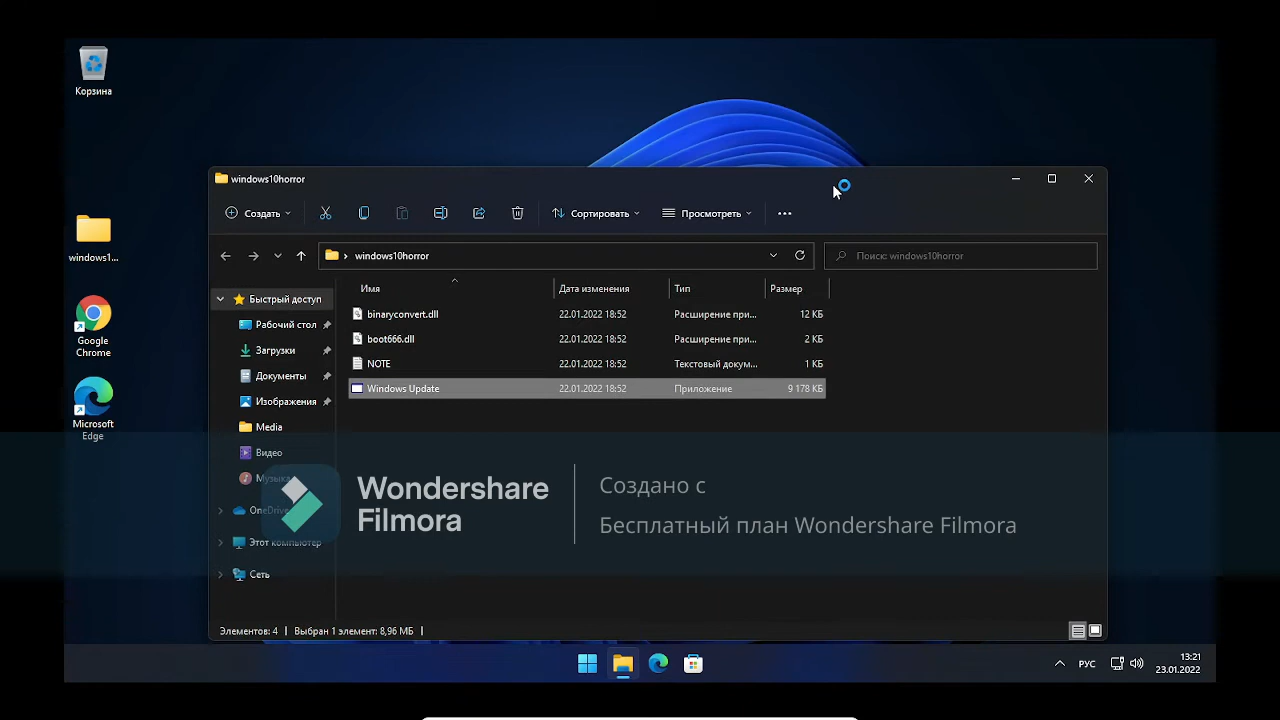 Корзина
windows1...
Google
Chrome
Microsoft
Edge
windows10horror
Создать
Сортировать
Просмотреть
windows10horror
Поиск: windows10horror
Имя
Дата изменения
Тип
Размер
binaryconvert.dll
22.01.2022 18:52
Расширение при...
12 КБ
boot666.dll
22.01.2022 18:52
Расширение при...
2 КБ
NOTE
22.01.2022 18:52
Текстовый докум...
1 КБ
Windows Update
22.01.2022 18:52
Приложение
9 178 КБ
Быстрый доступ
Рабочий стол
Загрузки
Документы
Изображения
Media
Видео
Музыка
OneDrive
Этот компьютер
Сеть
Wondershare
Filmora
Создано с
Бесплатный план Wondershare Filmora
Элементов: 4
Выбран 1 элемент: 8,96 МБ
РУС
13:21
23.01.2022